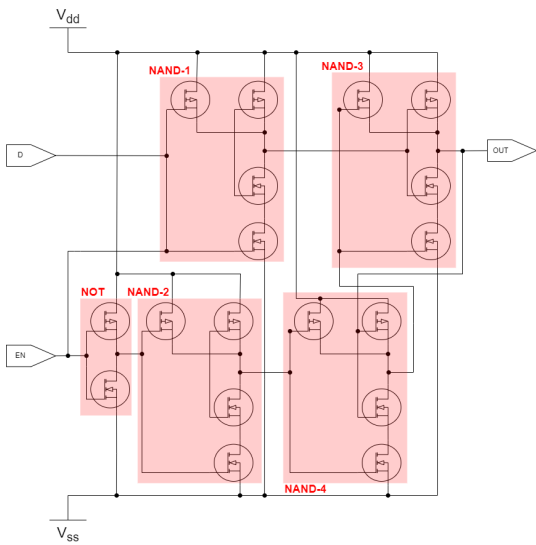 Vdd
NAND-1
NAND-3
D
OUT
NOT
NAND-2
EN
NAND-4
Vss